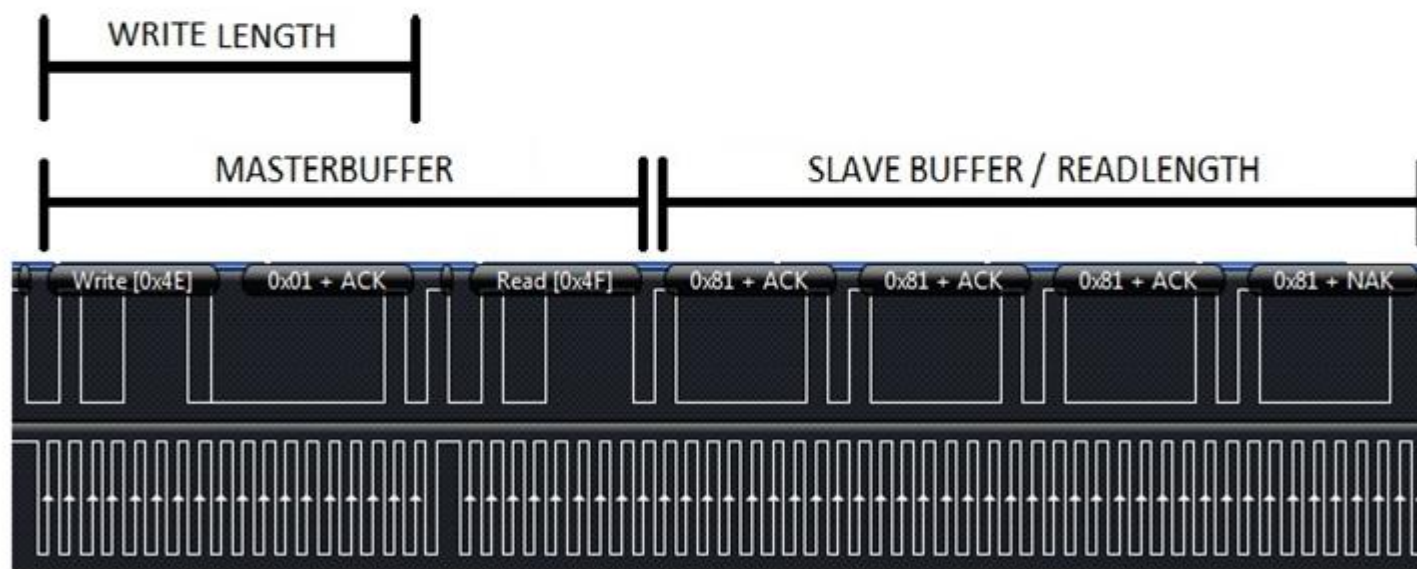 WRITE LENGTH
MASTERBUFFER SLAVE BUFFER / READLENGTH
Write [0x4E] 0x01 + ACK Read [0x4F] 0x81 + ACK 0x81 + ACK 0x81 + ACK 0x81 + NAK